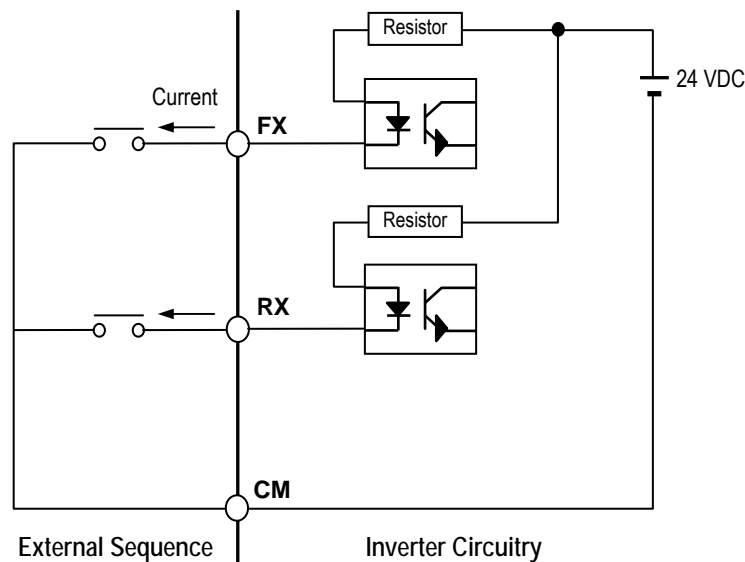 Resistor
24 VDC
Current
FX
Resistor
RX
CM
External Sequence
Inverter Circuitry